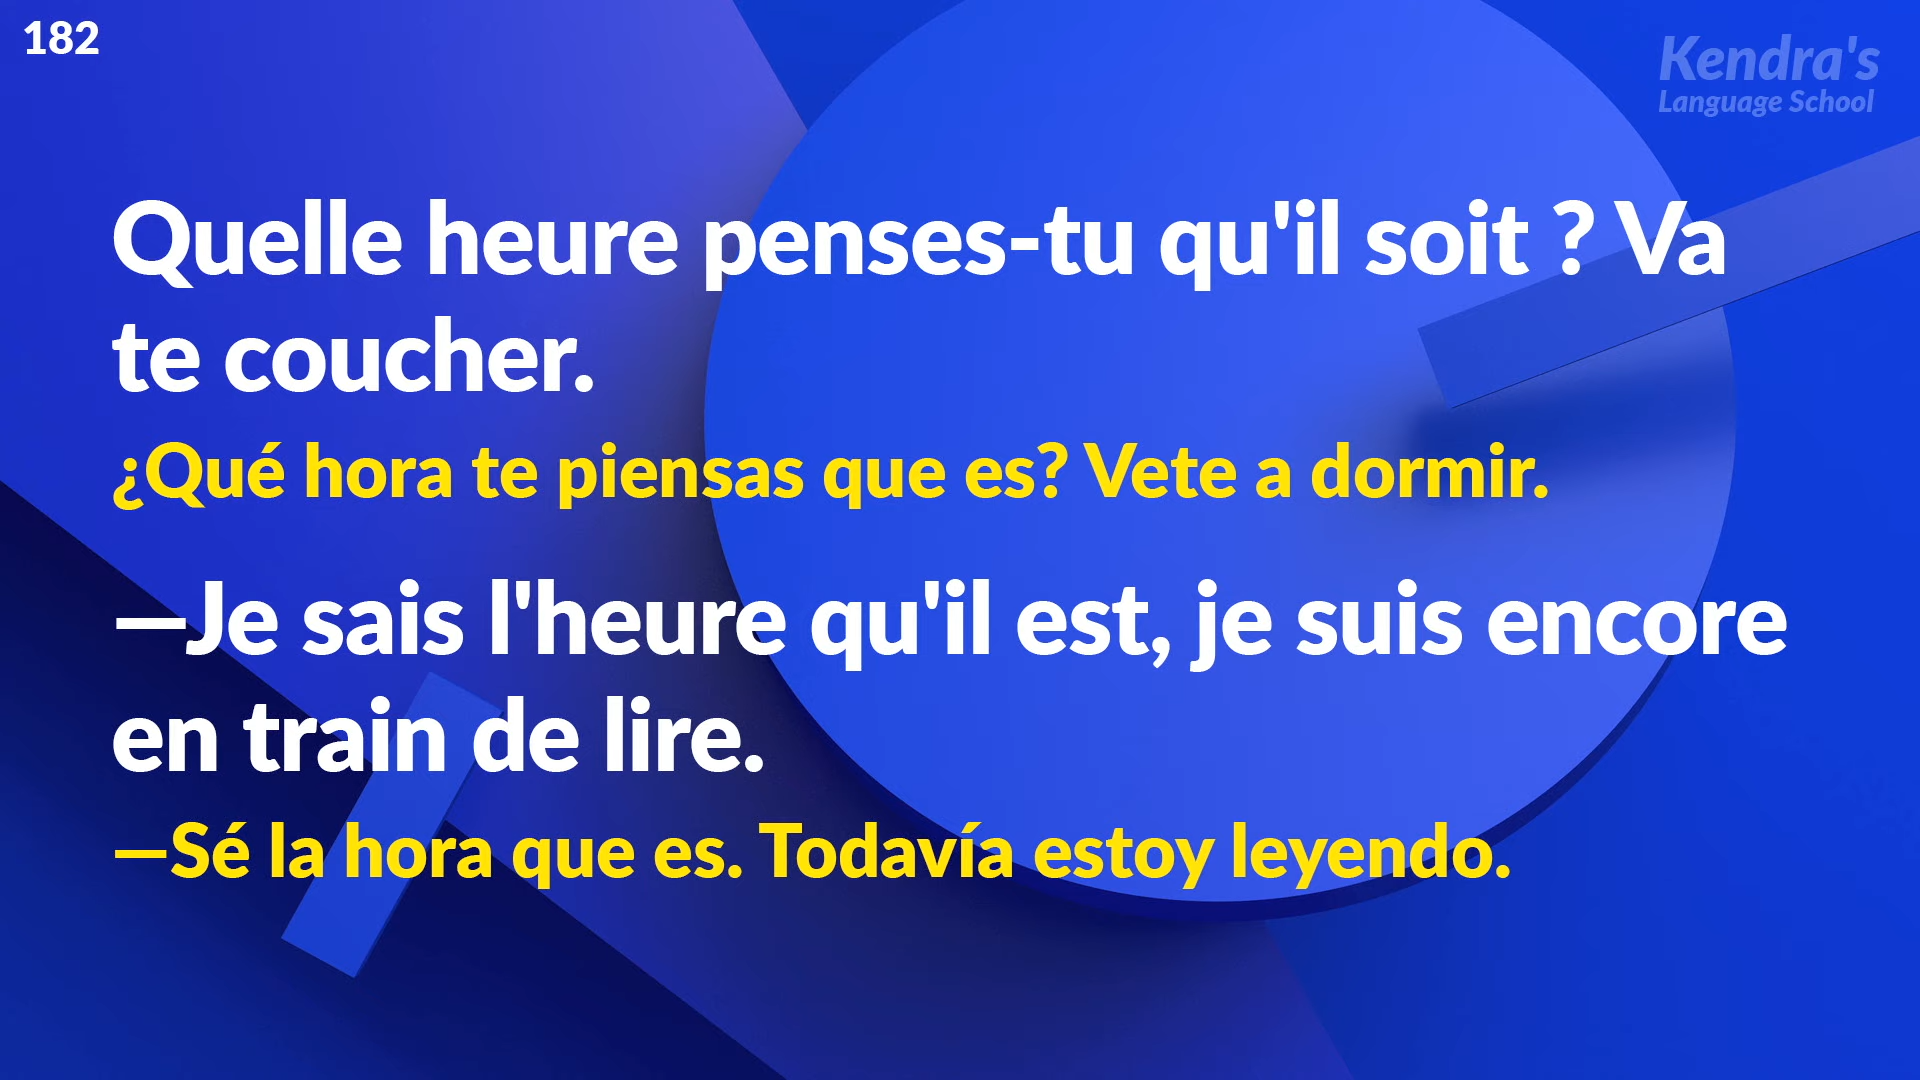 182
Kendra's
Language School
Quelle heure penses-tu qu'il soit ? Va
te coucher.
¿Qué hora te piensas que es? Vete a dormir.
—Je sais l'heure qu'il est, je suis encore
en train de lire.
—Sé la hora que es. Todavía estoy leyendo.